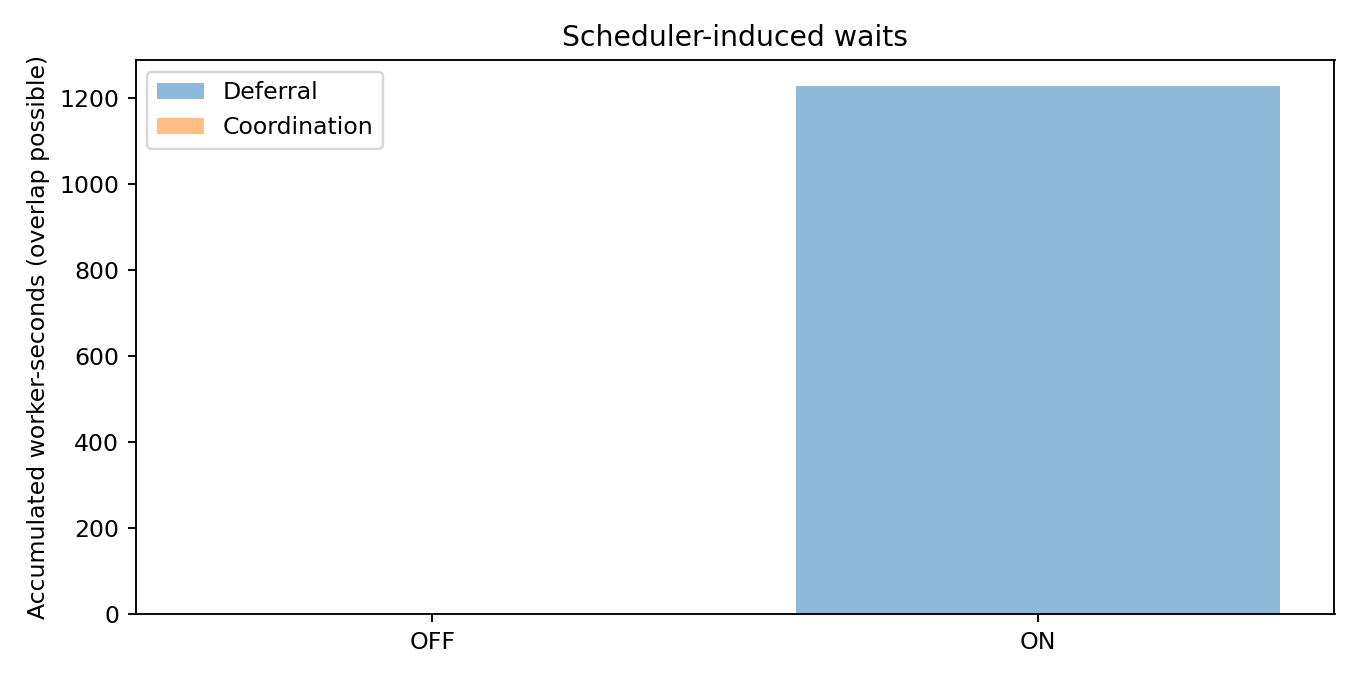 Scheduler-induced waits
Accumulated worker-seconds (overlap possible)
1200
1000
800
600
400
200
0
Deferral
Coordination
OFF
ON